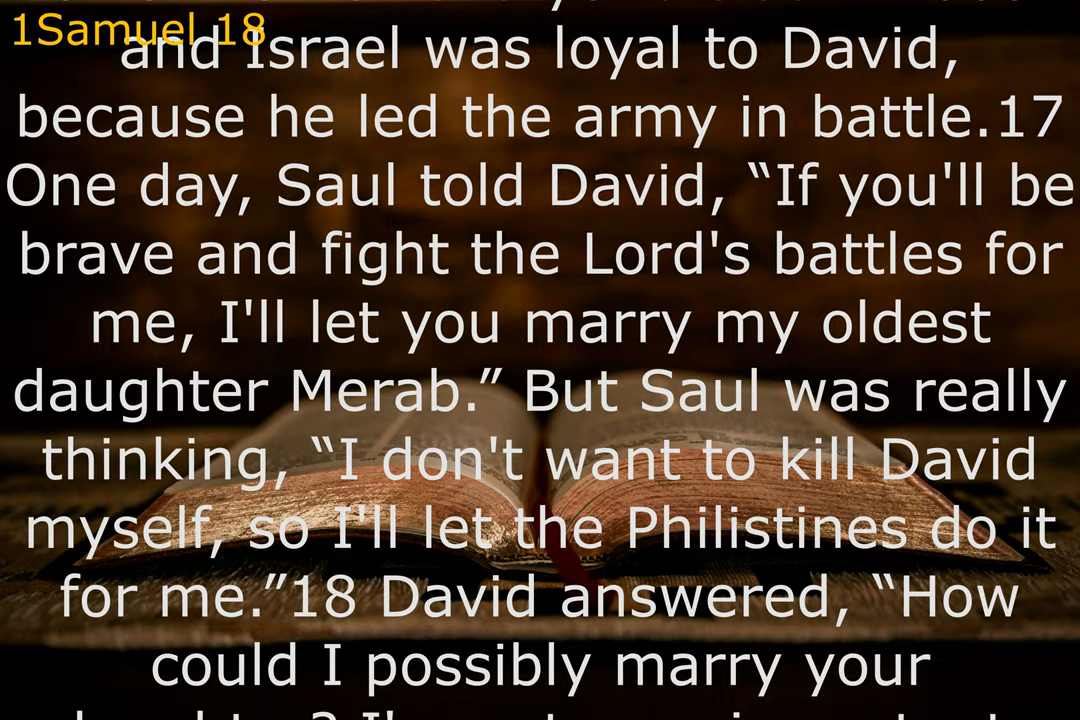 1Samuel 18
and Israel was loyal to David,
because he led the army in battle.17
One day, Saul told David, “If you'll be
brave and fight the Lord's battles for
me, I'll let you marry my oldest
daughter Merab.” But Saul was really
thinking, “I don't want to kill David
myself, so I'll let the Philistines do it
for me.”18 David answered, “How
could I possibly marry your